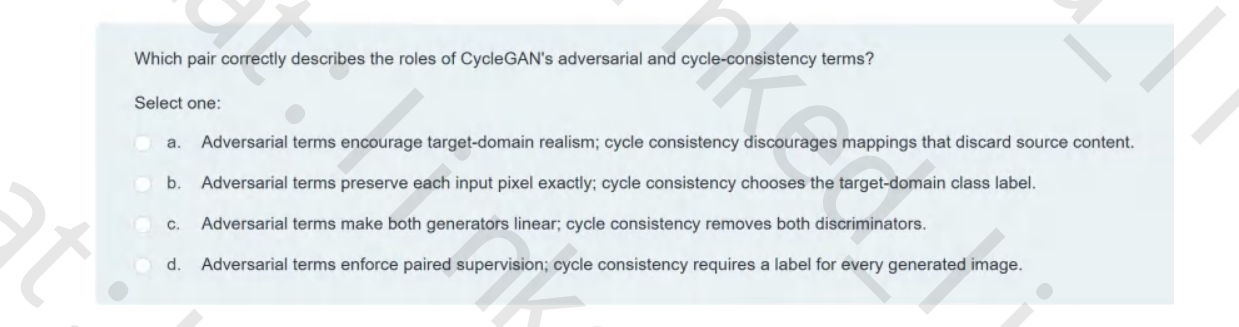 Which pair correctly describes the roles of CycleGAN's adversarial and cycle-consistency terms?
Select one:
a. Adversarial terms encourage target-domain realism; cycle consistency discourages mappings that discard source content.
b. Adversarial terms preserve each input pixel exactly; cycle consistency chooses the target-domain class label.
c. Adversarial terms make both generators linear; cycle consistency removes both discriminators.
d. Adversarial terms enforce paired supervision; cycle consistency requires a label for every generated image.